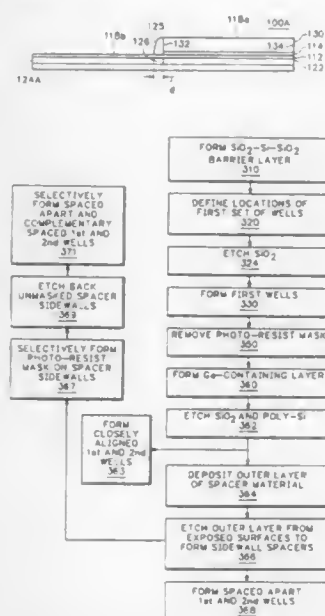 125
118a
118a
100A
126
132
130
134
114
112
122
124A
d
FORM SiO2-Si-SiO2
BARRIER LAYER
310
DEFINE LOCATIONS OF
FIRST SET OF WELLS
320
ETCH SiO2
324
FORM FIRST WELLS
330
REMOVE PHOTO-RESIST MASK
350
FORM Ge-CONTAINING LAYER
360
ETCH SiO2 AND POLY-Si
362
FORM
CLOSELY
ALIGNED
1st AND 2ND
WELLS
363
DEPOSIT OUTER LAYER
OF SPACER MATERIAL
364
ETCH OUTER LAYER FROM
EXPOSED SURFACES TO
FORM SIDEWALL SPACERS
366
FORM SPACED APART
1st AND 2nd WELLS
368
SELECTIVELY FORM
PHOTO-RESIST
MASK ON SPACER
SIDEWALLS
367
ETCH BACK
UNMASKED SPACER
SIDEWALLS
369
SELECTIVELY
FORM SPACED
APART AND
COMPLEMENTARY
SPACED 1st AND
2nd WELLS
371